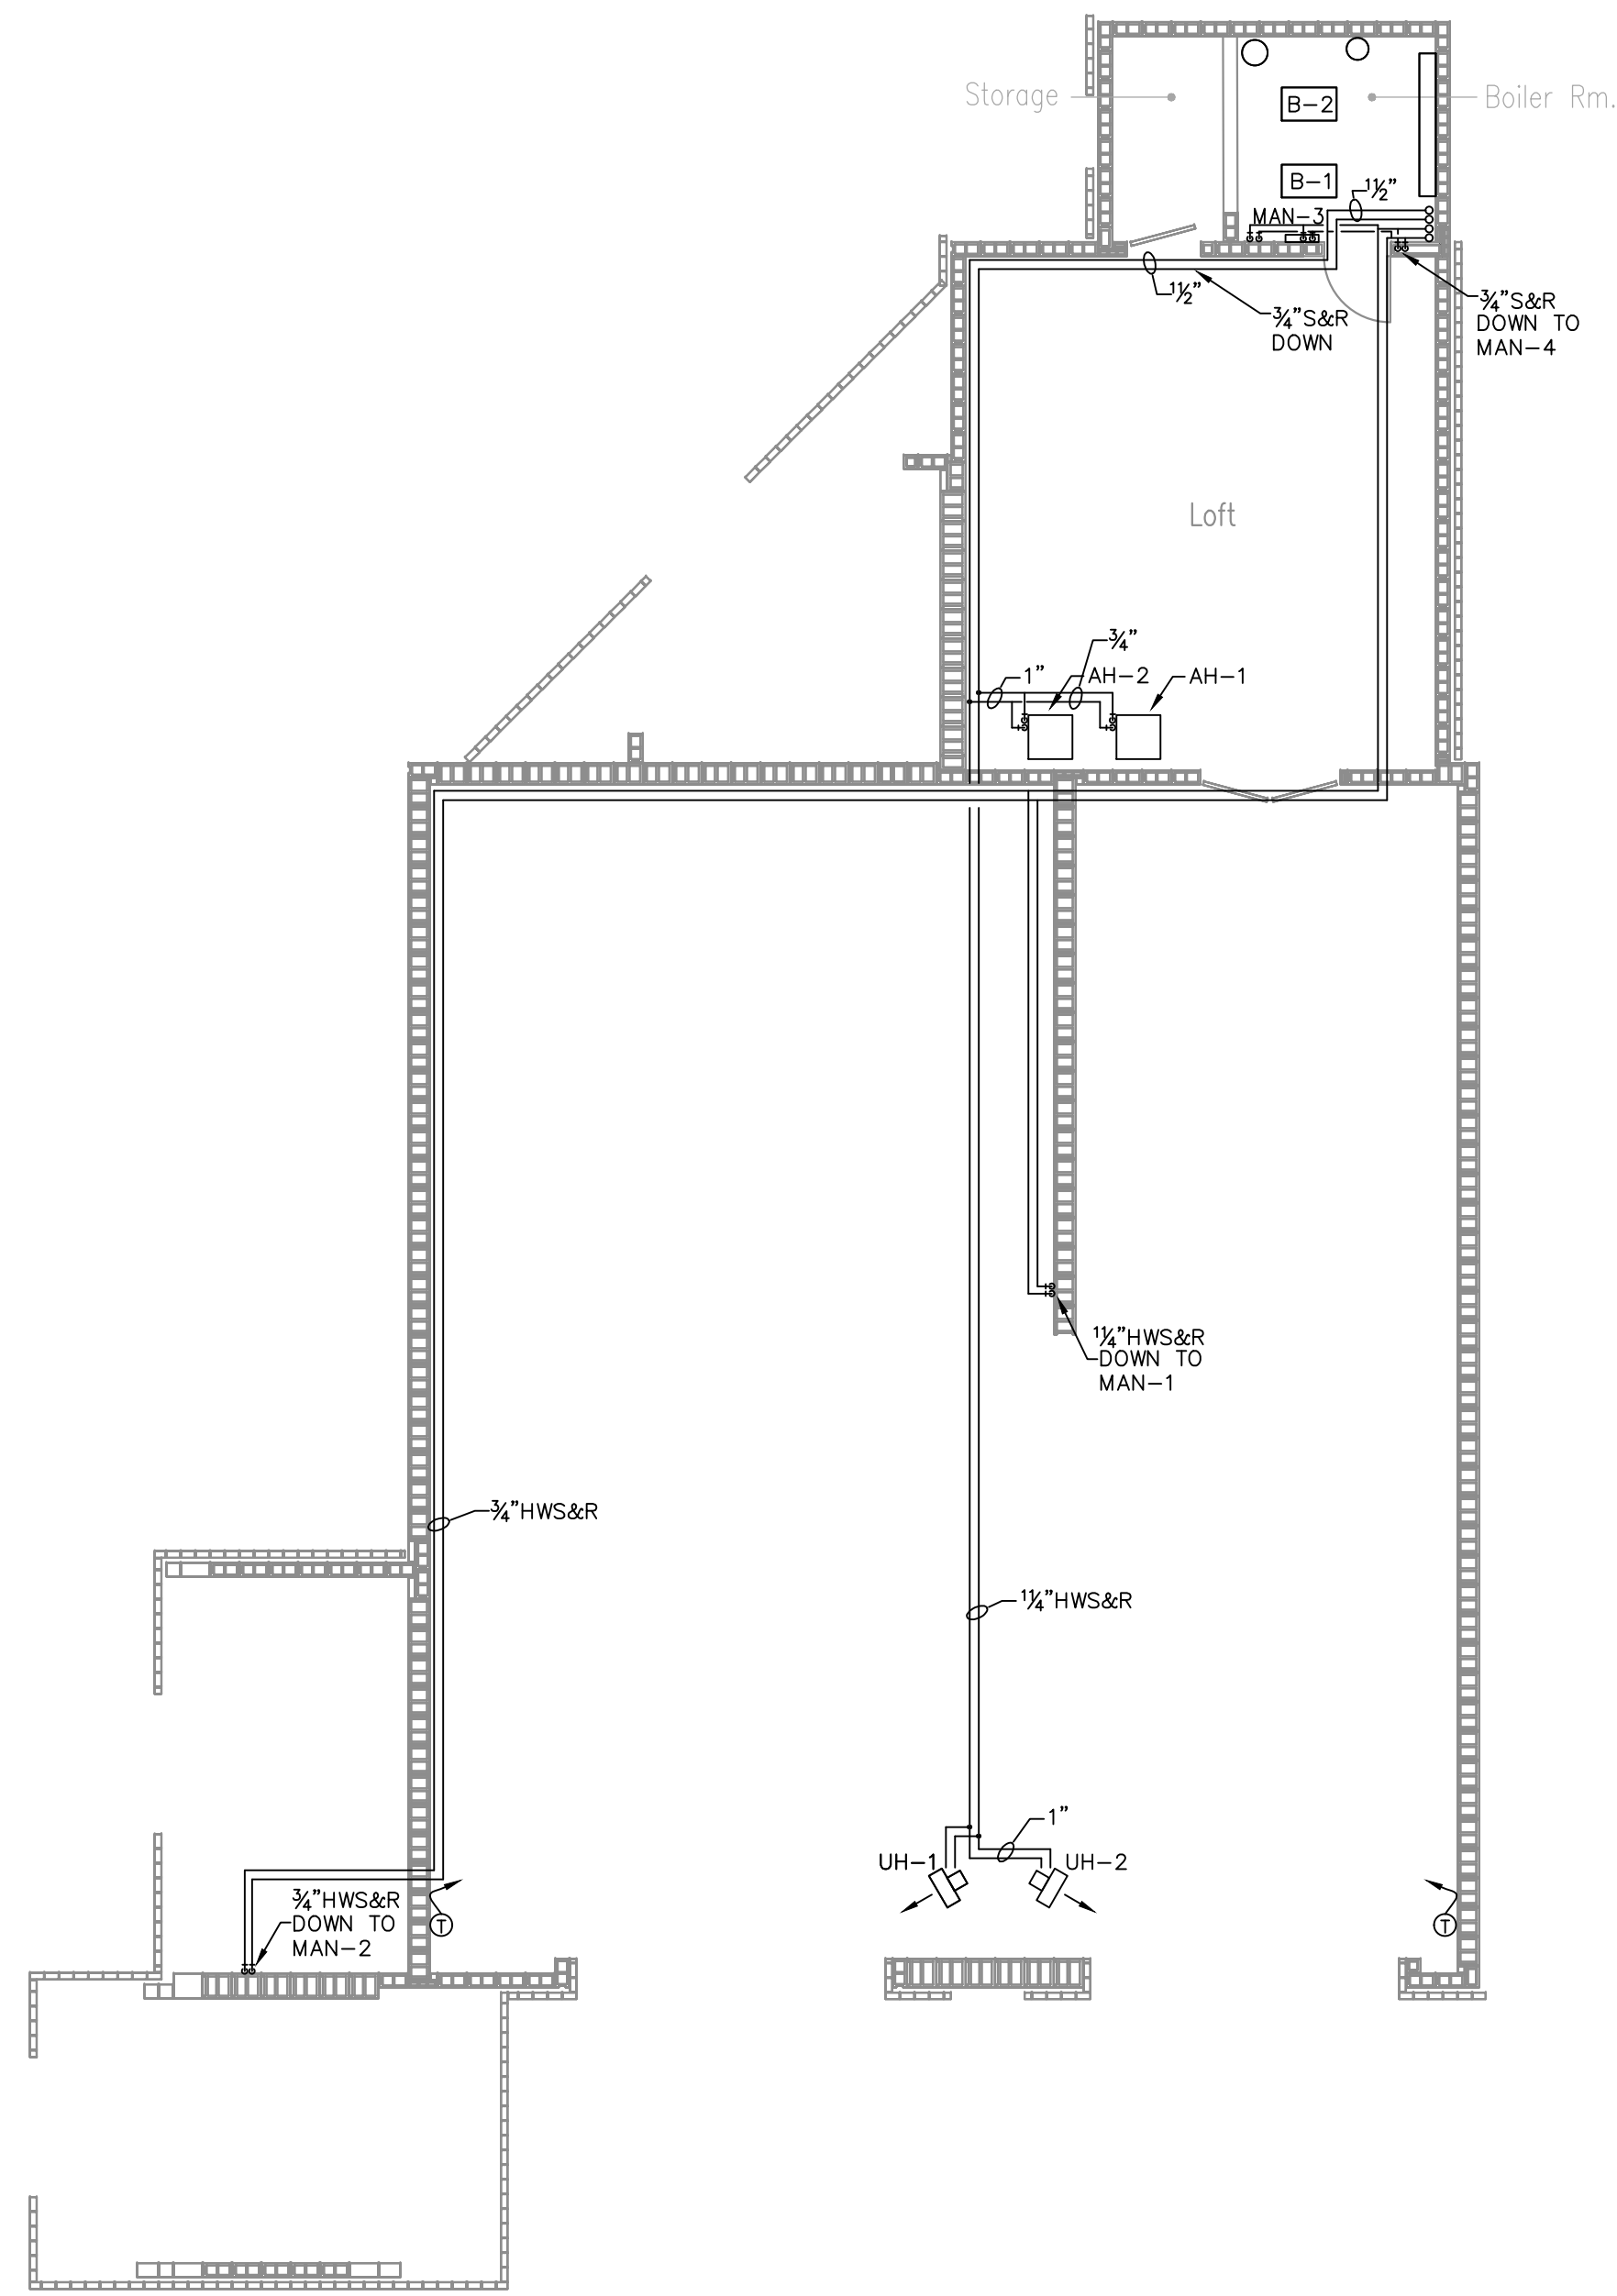 Storage
Boiler Rm.
B-2
B-1
1½"
MAN-3
1½"
¾"S&R
DOWN
¾"S&R
DOWN TO
MAN-4
Loft
¾"
1"
AH-2
AH-1
1¼"HWS&R
DOWN TO
MAN-1
¾"HWS&R
1¼"HWS&R
1"
UH-1
UH-2
¾"HWS&R
DOWN TO
MAN-2
T
T